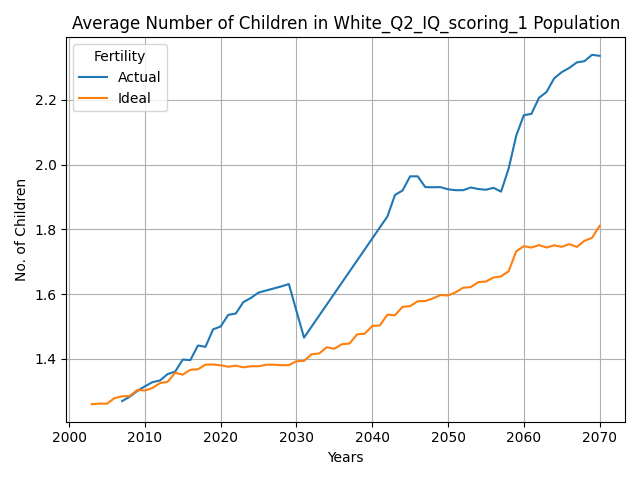 Average Number of Children in White_Q2_IQ_scoring_1 Population
Fertility
Actual
Ideal
No. of Children
2.2
2.0
1.8
1.6
1.4
2000 2010 2020 2030 2040 2050 2060 2070
Years